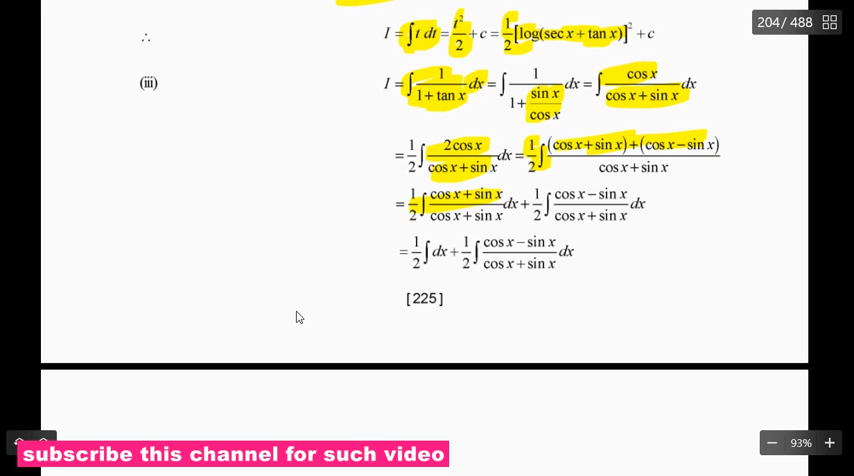 204 / 488
∴ I = ∫ t dt = t²/2 + c = 1/2 [log(sec x + tan x)]² + c
(iii) I = ∫ 1/(1 + tan x) dx = ∫ 1/(1 + sin x/cos x) dx = ∫ cos x/(cos x + sin x) dx
= 1/2 ∫ 2 cos x/(cos x + sin x) dx = 1/2 ∫ ((cos x + sin x) + (cos x − sin x))/(cos x + sin x)
= 1/2 ∫ (cos x + sin x)/(cos x + sin x) dx + 1/2 ∫ (cos x − sin x)/(cos x + sin x) dx
= 1/2 ∫ dx + 1/2 ∫ (cos x − sin x)/(cos x + sin x) dx
[225]
subscribe this channel for such video
− 93% +